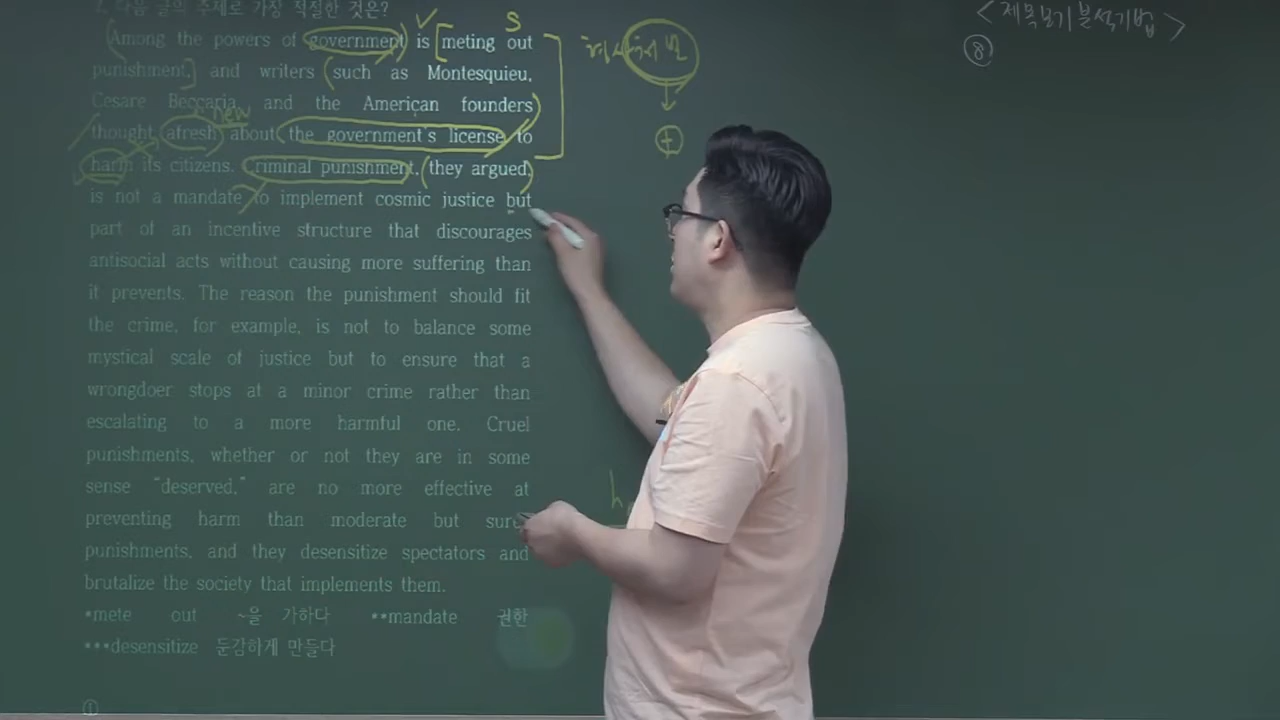 7. 다음 글의 주제로 가장 적절한 것은?
Among the powers of government is meting out
punishment, and writers such as Montesquieu,
Cesare Beccaria, and the American founders
thought afresh about the government's license to
harm its citizens. Criminal punishment, they argued,
is not a mandate to implement cosmic justice but
part of an incentive structure that discourages
antisocial acts without causing more suffering than
it prevents. The reason the punishment should fit
the crime, for example, is not to balance some
mystical scale of justice but to ensure that a
wrongdoer stops at a minor crime rather than
escalating to a more harmful one. Cruel
punishments, whether or not they are in some
sense "deserved," are no more effective at
preventing harm than moderate but sure
punishments, and they desensitize spectators and
brutalize the society that implements them.
*mete out ~을 가하다 **mandate 권한
***desensitize 둔감하게 만들다
①
S
new
+
h
<제목보기분석기법>
⑧